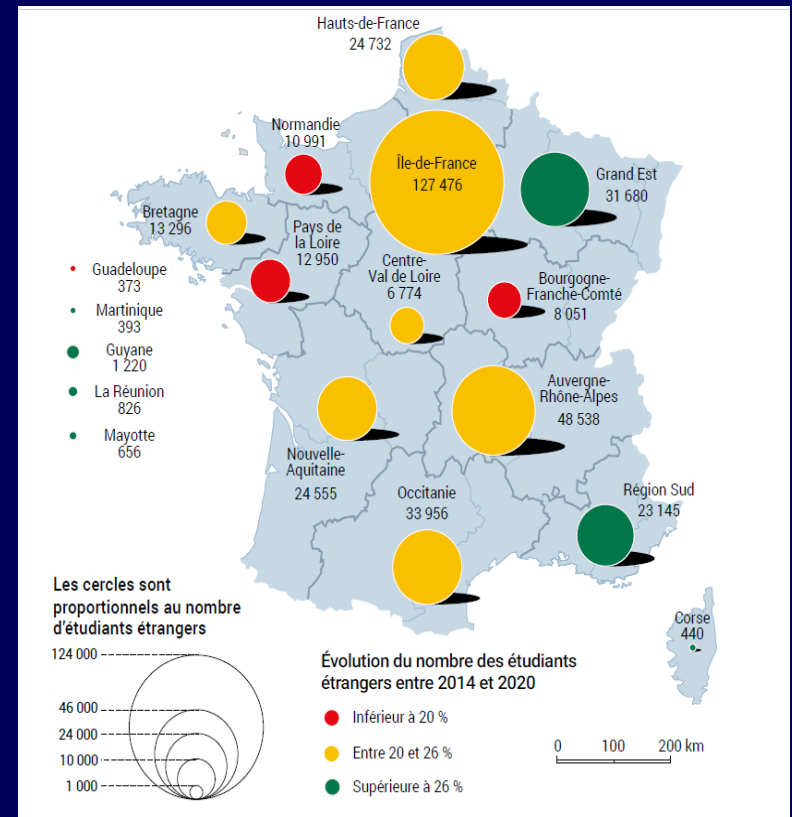 Hauts-de-France
24 732
Normandie
10 991
Île-de-France
127 476
Grand Est
31 680
Bretagne
13 296
Pays de
la Loire
12 950
Centre-
Val de Loire
6 774
Bourgogne-
Franche-Comté
8 051
Guadeloupe
373
Martinique
393
Guyane
1 220
La Réunion
826
Mayotte
656
Auvergne-
Rhône-Alpes
48 538
Nouvelle-
Aquitaine
24 555
Occitanie
33 956
Région Sud
23 145
Corse
440
Les cercles sont
proportionnels au nombre
d'étudiants étrangers
124 000
46 000
24 000
10 000
1 000
Évolution du nombre des étudiants
étrangers entre 2014 et 2020
Inférieur à 20 %
Entre 20 et 26 %
Supérieure à 26 %
0 100 200 km